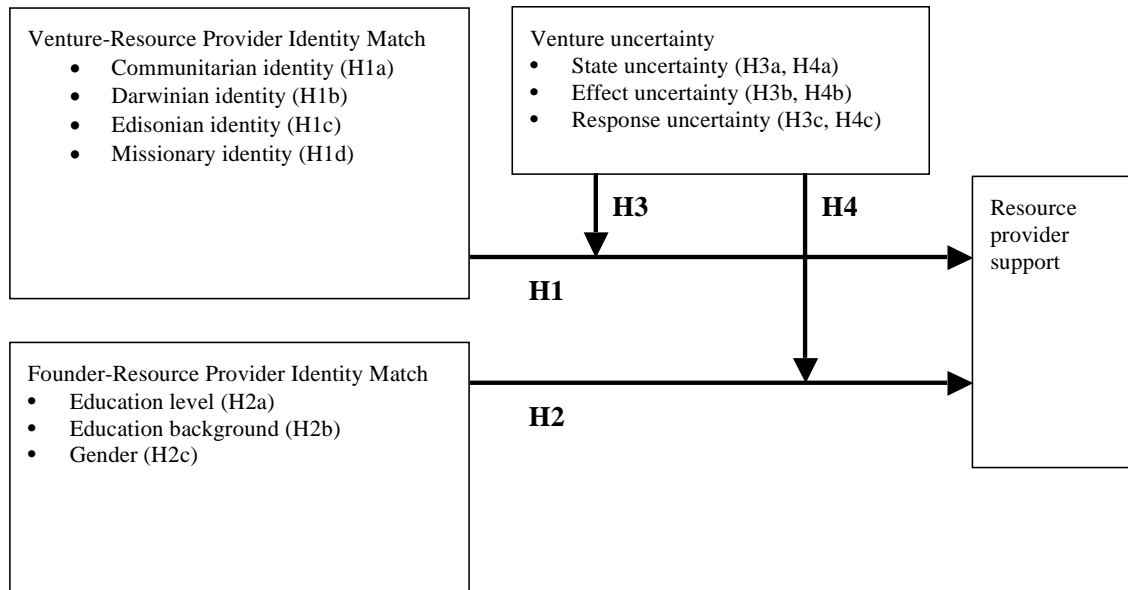 Venture-Resource Provider Identity Match
• Communitarian identity (H1a)
• Darwinian identity (H1b)
• Edisonian identity (H1c)
• Missionary identity (H1d)
Venture uncertainty
• State uncertainty (H3a, H4a)
• Effect uncertainty (H3b, H4b)
• Response uncertainty (H3c, H4c)
H3
H4
H1
Resource
provider
support
Founder-Resource Provider Identity Match
• Education level (H2a)
• Education background (H2b)
• Gender (H2c)
H2